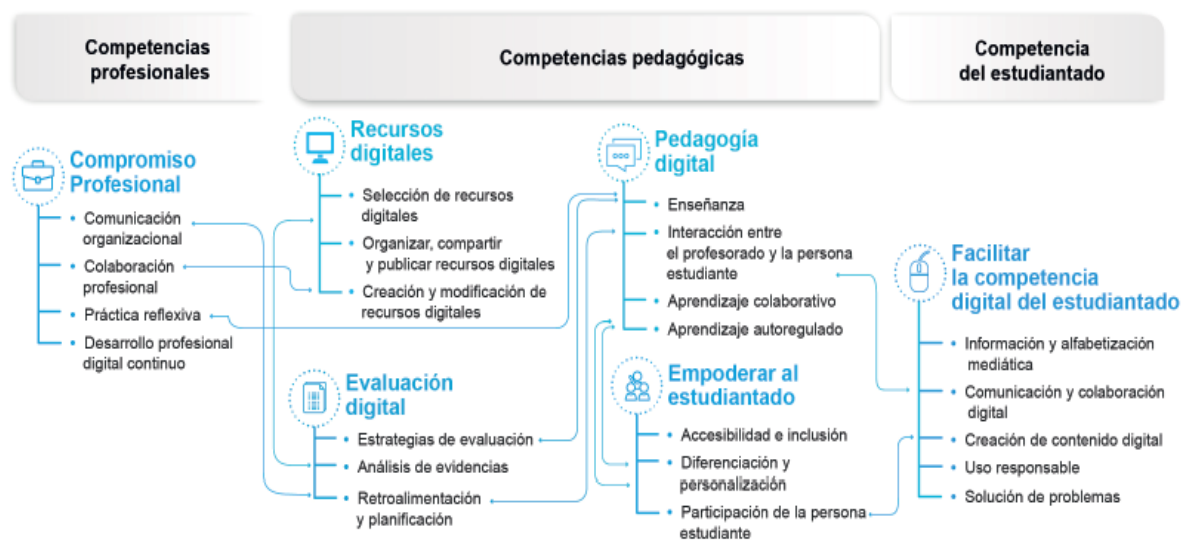 Competencias
profesionales
Competencias pedagógicas
Competencia
del estudiantado
Compromiso
Profesional
• Comunicación
organizacional
• Colaboración
profesional
• Práctica reflexiva
• Desarrollo profesional
digital continuo
Recursos
digitales
• Selección de recursos
digitales
• Organizar, compartir
y publicar recursos digitales
• Creación y modificación de
recursos digitales
Evaluación
digital
• Estrategias de evaluación
• Análisis de evidencias
• Retroalimentación
y planificación
Pedagogía
digital
• Enseñanza
• Interacción entre
el profesorado y la persona
estudiante
• Aprendizaje colaborativo
• Aprendizaje autoregulado
Empoderar al
estudiantado
• Accesibilidad e inclusión
• Diferenciación y
personalización
• Participación de la persona
estudiante
Facilitar
la competencia
digital del estudiantado
• Información y alfabetización
mediática
• Comunicación y colaboración
digital
• Creación de contenido digital
• Uso responsable
• Solución de problemas